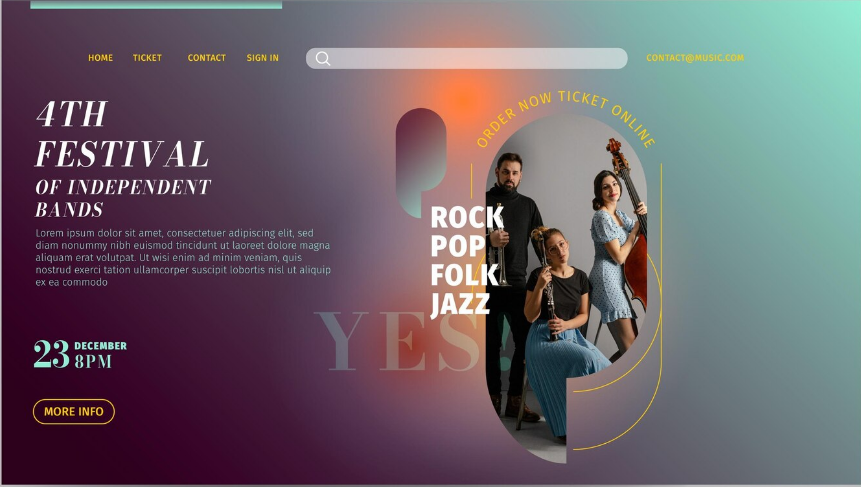 HOME TICKET CONTACT SIGN IN CONTACT@MUSIC.COM
4TH
FESTIVAL
OF INDEPENDENT
BANDS
Lorem ipsum dolor sit amet, consectetuer adipiscing elit, sed
diam nonummy nibh euismod tincidunt ut laoreet dolore magna
aliquam erat volutpat. Ut wisi enim ad minim veniam, quis
nostrud exerci tation ullamcorper suscipit lobortis nisl ut aliquip
ex ea commodo
23 DECEMBER
8PM
MORE INFO
ORDER NOW TICKET ONLINE
ROCK
POP
FOLK
JAZZ
YES!